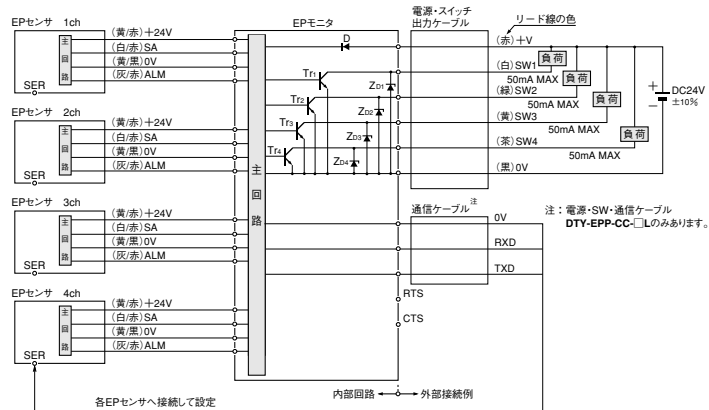 EPセンサ 1ch
主回路
SER
(黄/赤)+24V
(白/赤)SA
(黄/黒)0V
(灰/赤)ALM
EPセンサ 2ch
主回路
SER
(黄/赤)+24V
(白/赤)SA
(黄/黒)0V
(灰/赤)ALM
EPセンサ 3ch
主回路
SER
(黄/赤)+24V
(白/赤)SA
(黄/黒)0V
(灰/赤)ALM
EPセンサ 4ch
主回路
SER
(黄/赤)+24V
(白/赤)SA
(黄/黒)0V
(灰/赤)ALM
各EPセンサへ接続して設定
EPモニタ
主回路
D
Tr1
Tr2
Tr3
Tr4
ZD1
ZD2
ZD3
ZD4
電源・スイッチ
出力ケーブル
リード線の色
(赤)+V
(白)SW1
負荷
50mA MAX
(緑)SW2
負荷
50mA MAX
(黄)SW3
負荷
50mA MAX
(茶)SW4
負荷
50mA MAX
(黒)0V
+
−
DC24V
±10%
通信ケーブル注
0V
RXD
TXD
RTS
CTS
注:電源・SW・通信ケーブル
DTY-EPP-CC-□Lのみあります。
内部回路
外部接続例